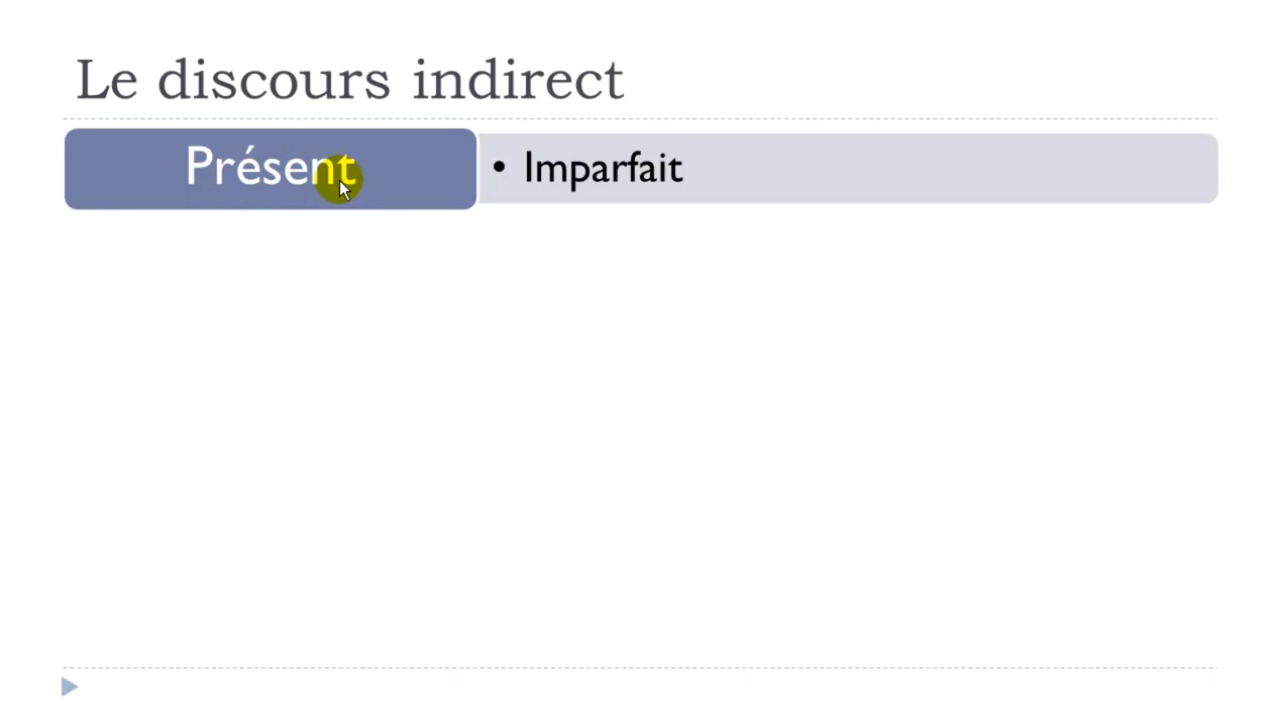 Le discours indirect
Présent
• Imparfait